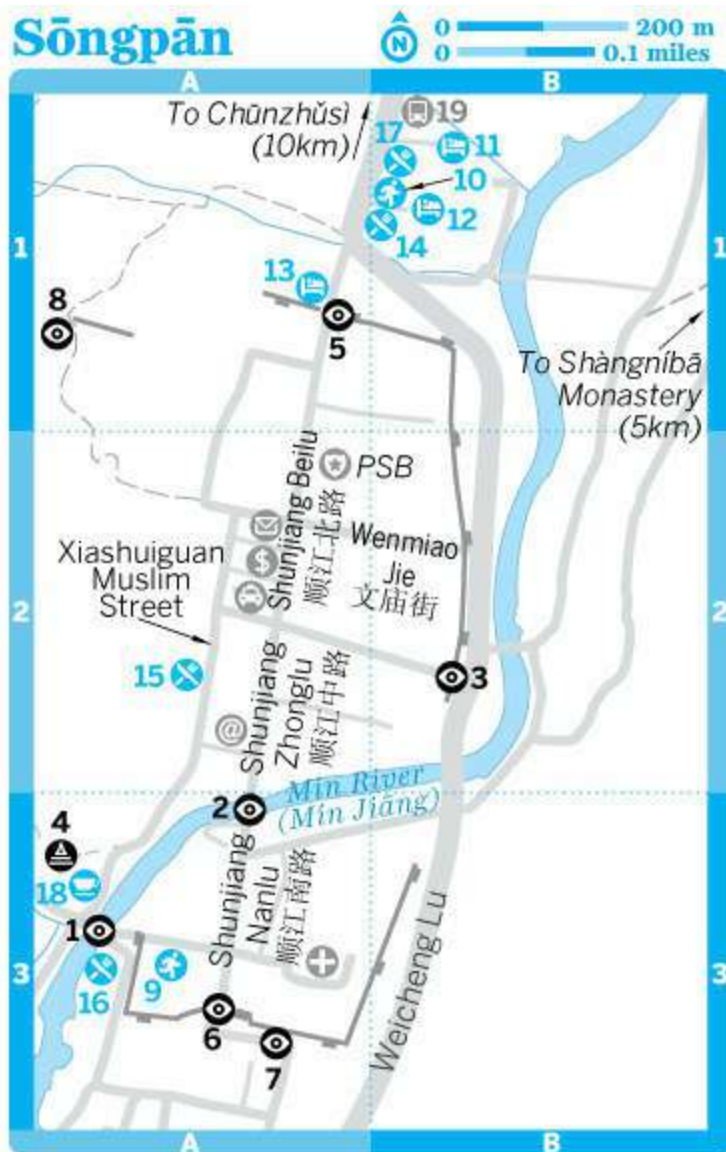 Sōngpān
N
0 200 m
0 0.1 miles
A B
To Chūnzhǔsì
(10km)
19
17
11
10
12
14
1 1
13
8
5
To Shàngníbā
Monastery
(5km)
PSB
Shunjiang Beilu
顺江北路
Wenmiao
Jie
文庙街
Xiashuiguan
Muslim
Street
2 2
$
15
3
@
Shunjiang
Zhonglu
顺江中路
2
Min River
(Mín Jiāng)
4
18
Shunjiang
Nanlu
顺江南路
1
3 3
16
9
6
7
Weicheng Lu
A B